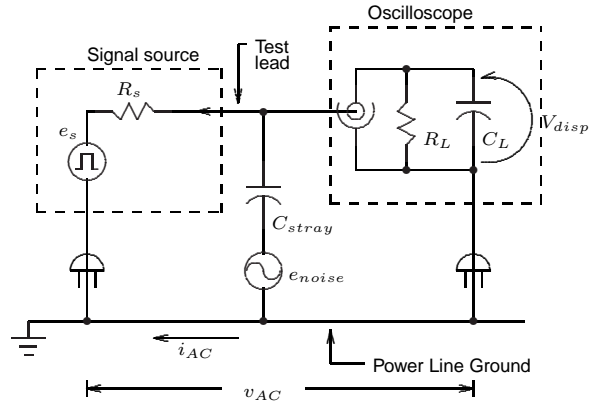 Oscilloscope
Signal source
Test
lead
R_s
e_s
R_L
C_L
V_disp
C_stray
e_noise
i_AC
Power Line Ground
v_AC